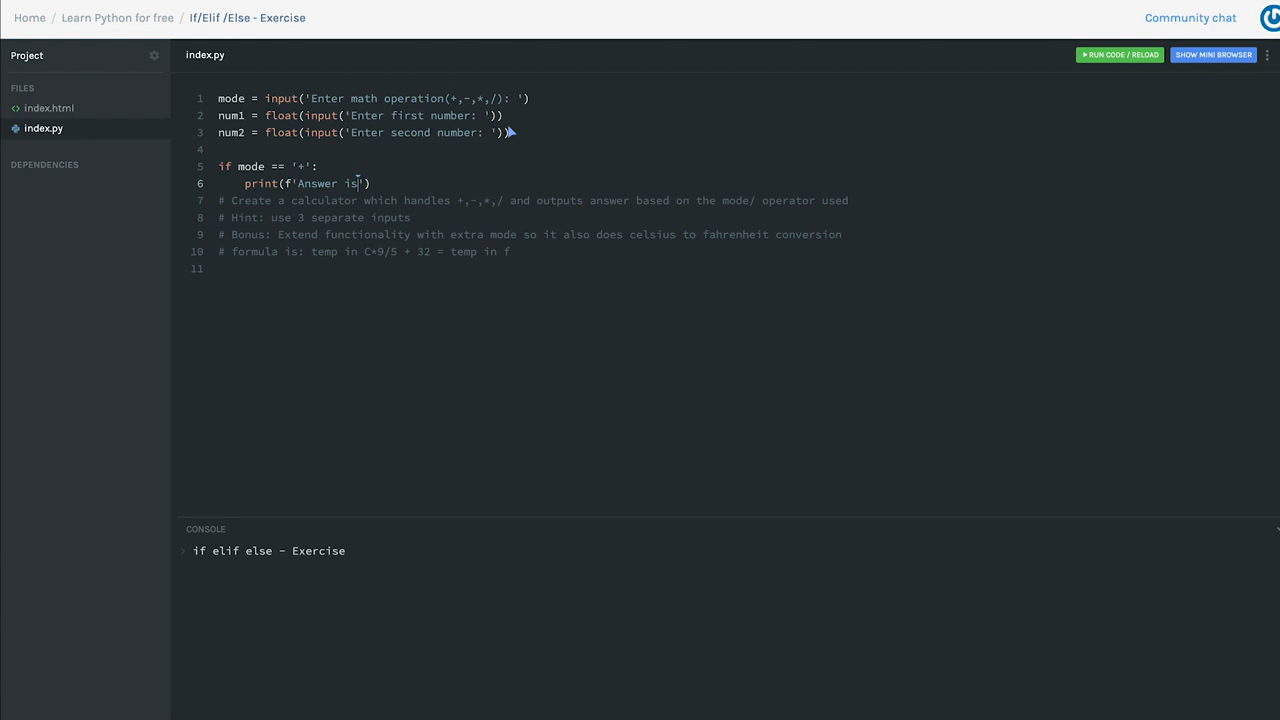 Home / Learn Python for free / If/Elif /Else - Exercise
Community chat
Project
index.py
RUN CODE / RELOAD
SHOW MINI BROWSER
FILES
<> index.html
index.py
DEPENDENCIES
1 mode = input('Enter math operation(+,-,*,/): ')
2 num1 = float(input('Enter first number: '))
3 num2 = float(input('Enter second number: '))
4
5 if mode == '+':
6     print(f'Answer is')
7 # Create a calculator which handles +,-,*,/ and outputs answer based on the mode/ operator used
8 # Hint: use 3 separate inputs
9 # Bonus: Extend functionality with extra mode so it also does celsius to fahrenheit conversion
10 # formula is: temp in C*9/5 + 32 = temp in f
11
CONSOLE
> if elif else - Exercise